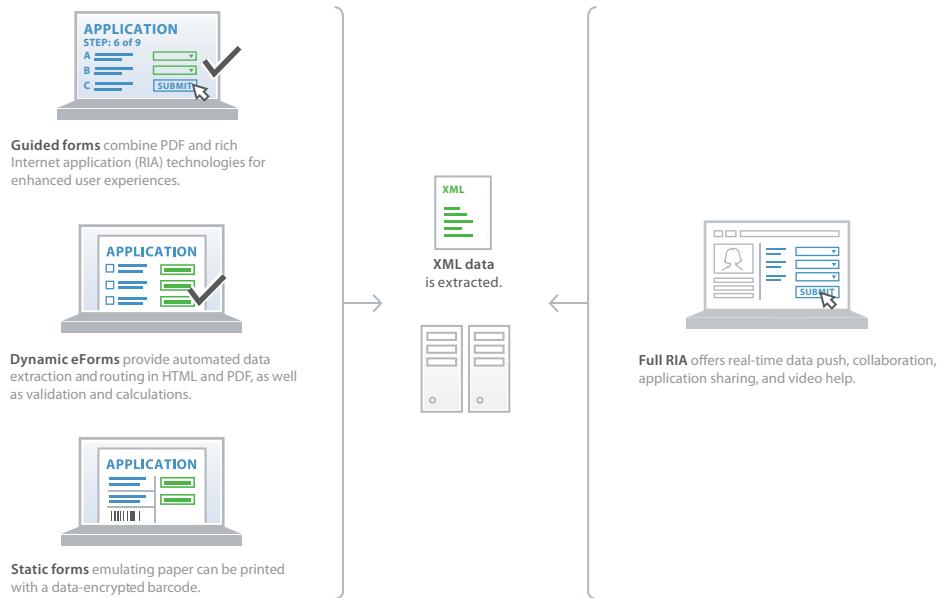 APPLICATION
STEP: 6 of 9
A
B
C
SUBMIT
Guided forms combine PDF and rich
Internet application (RIA) technologies for
enhanced user experiences.
APPLICATION
Dynamic eForms provide automated data
extraction and routing in HTML and PDF, as well
as validation and calculations.
APPLICATION
Static forms emulating paper can be printed
with a data-encrypted barcode.
XML
XML data
is extracted.
SUBMIT
Full RIA offers real-time data push, collaboration,
application sharing, and video help.